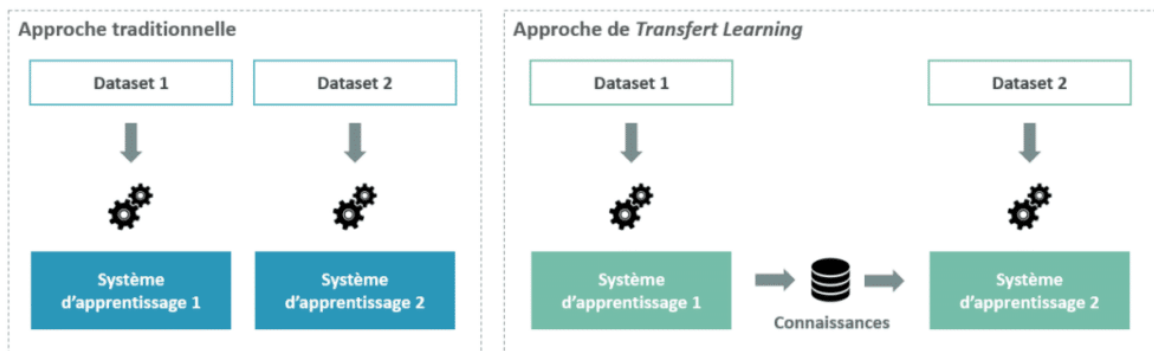 Approche traditionnelle
Dataset 1
Dataset 2
Système
d'apprentissage 1
Système
d'apprentissage 2
Approche de Transfert Learning
Dataset 1
Dataset 2
Système
d'apprentissage 1
Connaissances
Système
d'apprentissage 2